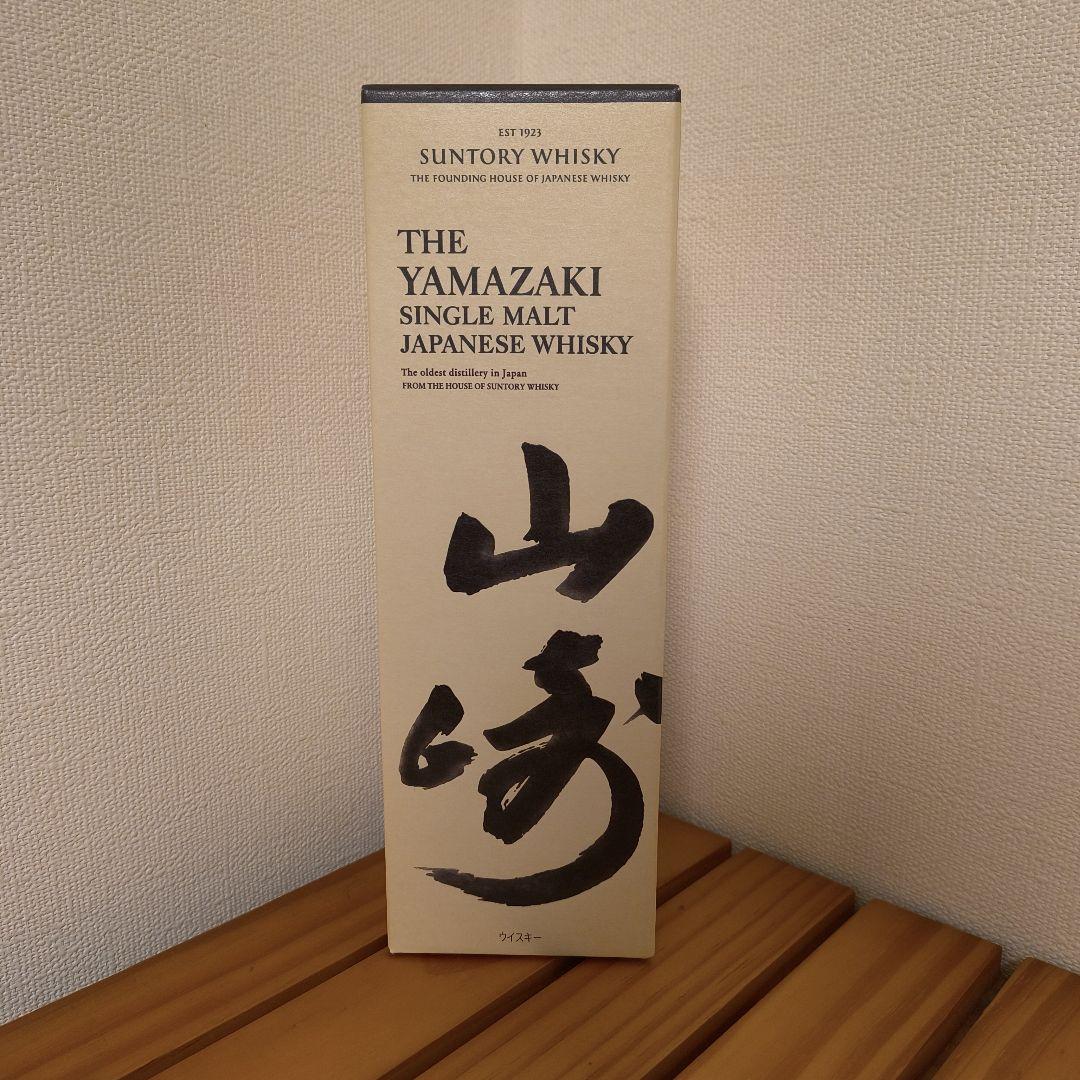 EST 1923
SUNTORY WHISKY
THE FOUNDING HOUSE OF JAPANESE WHISKY
THE
YAMAZAKI
SINGLE MALT
JAPANESE WHISKY
The oldest distillery in Japan
FROM THE HOUSE OF SUNTORY WHISKY
山
崎
ウイスキー